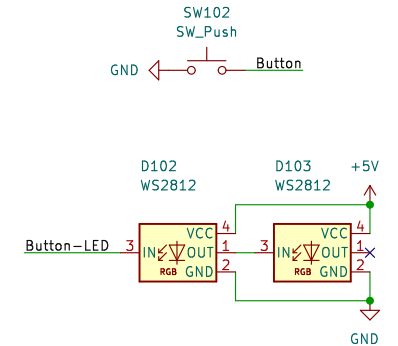 SW102
SW_Push
GND
Button
D102
D103
+5V
WS2812
WS2812
VCC 4
VCC 4
Button-LED
3 IN OUT 1
3 IN OUT 1
RGB
RGB
GND 2
GND 2
GND